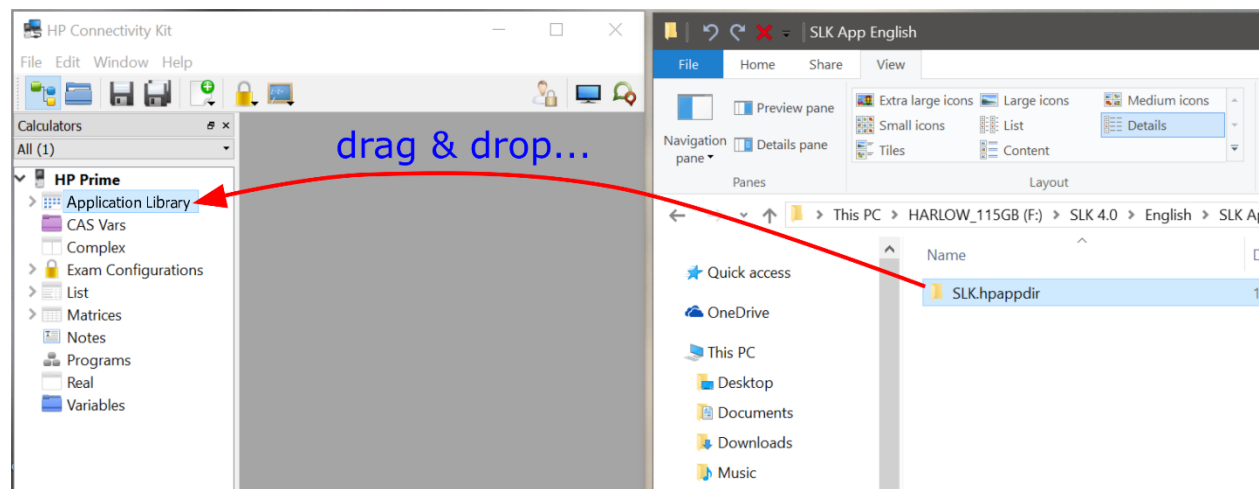 HP Connectivity Kit
File Edit Window Help
Calculators
All (1)
HP Prime
Application Library
CAS Vars
Complex
Exam Configurations
List
Matrices
Notes
Programs
Real
Variables
drag & drop...
SLK App English
File Home Share View
Navigation pane
Preview pane
Details pane
Panes
Extra large icons Large icons Medium icons
Small icons List Details
Tiles Content
Layout
This PC > HARLOW_115GB (F:) > SLK 4.0 > English > SLK A
Name
SLK.hpappdir
Quick access
OneDrive
This PC
Desktop
Documents
Downloads
Music